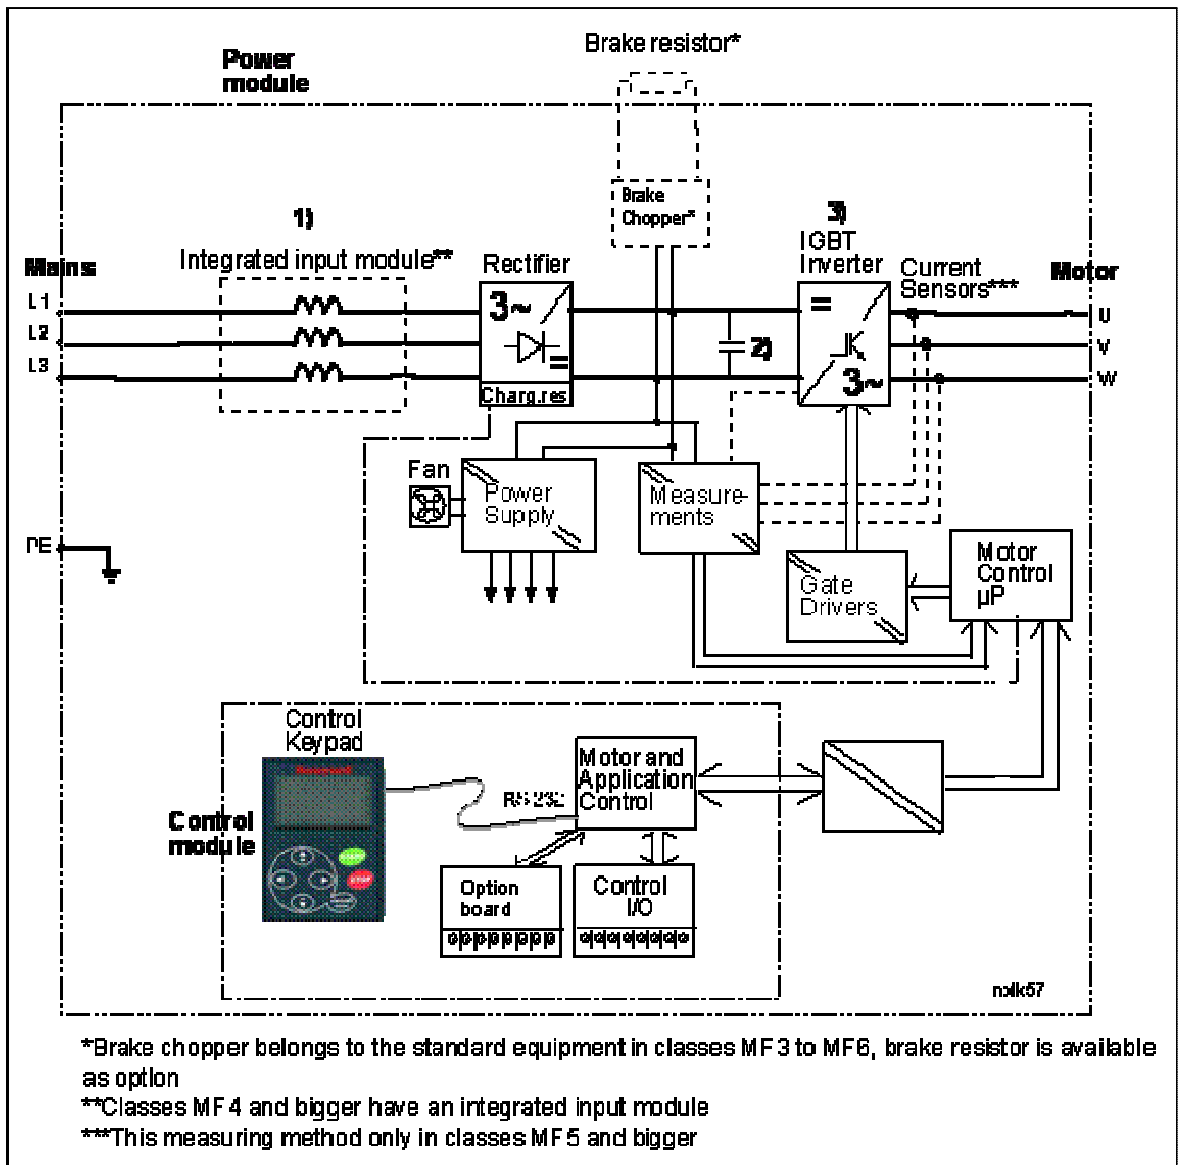 Brake resistor*
Power
module
Brake
Chopper*
1)
3)
Integrated input module**
Rectifier
IGBT
Inverter
Current
Sensors***
Mains
Motor
L1
L2
L3
3~
=
Charg.res
2)
=
3~
U
V
W
Fan
Power
Supply
Measure-
ments
PE
Gate
Drivers
Motor
Control
µP
Control
Keypad
Honeywell
START
STOP
Control
module
RS 232
Motor and
Application
Control
Option
board
Control
I/O
*Brake chopper belongs to the standard equipment in classes MF3 to MF6, brake resistor is available
as option
**Classes MF4 and bigger have an integrated input module
***This measuring method only in classes MF5 and bigger